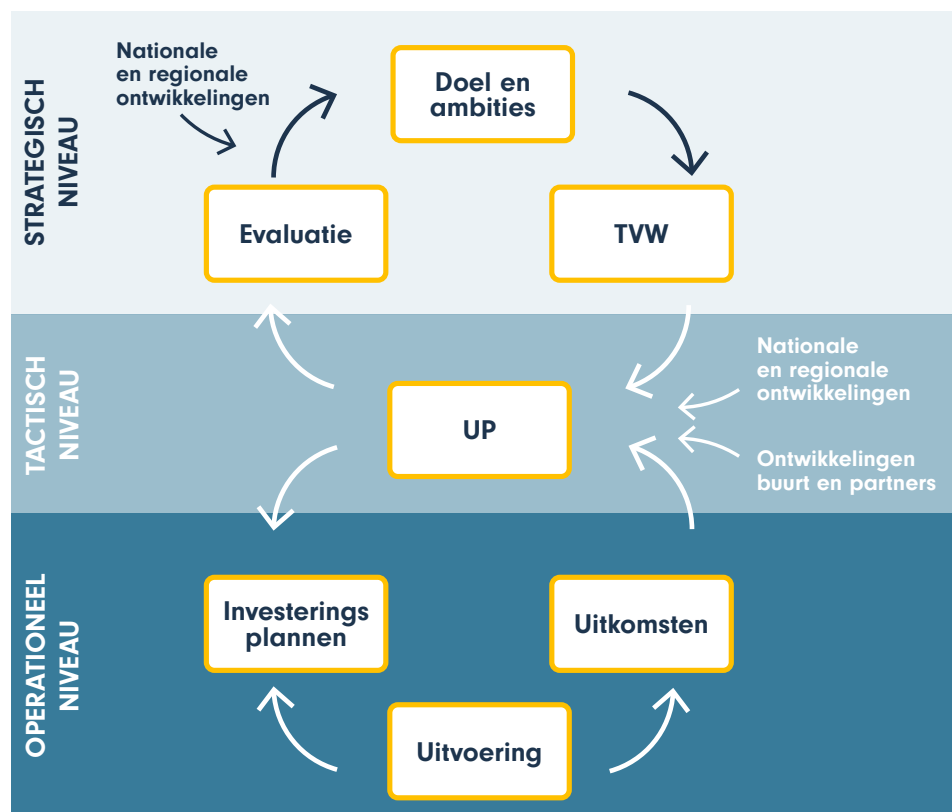 STRATEGISCH
NIVEAU
Nationale
en regionale
ontwikkelingen
Doel en
ambities
Evaluatie
TVW
TACTISCH
NIVEAU
UP
Nationale
en regionale
ontwikkelingen
Ontwikkelingen
buurt en partners
OPERATIONEEL
NIVEAU
Investerings
plannen
Uitkomsten
Uitvoering